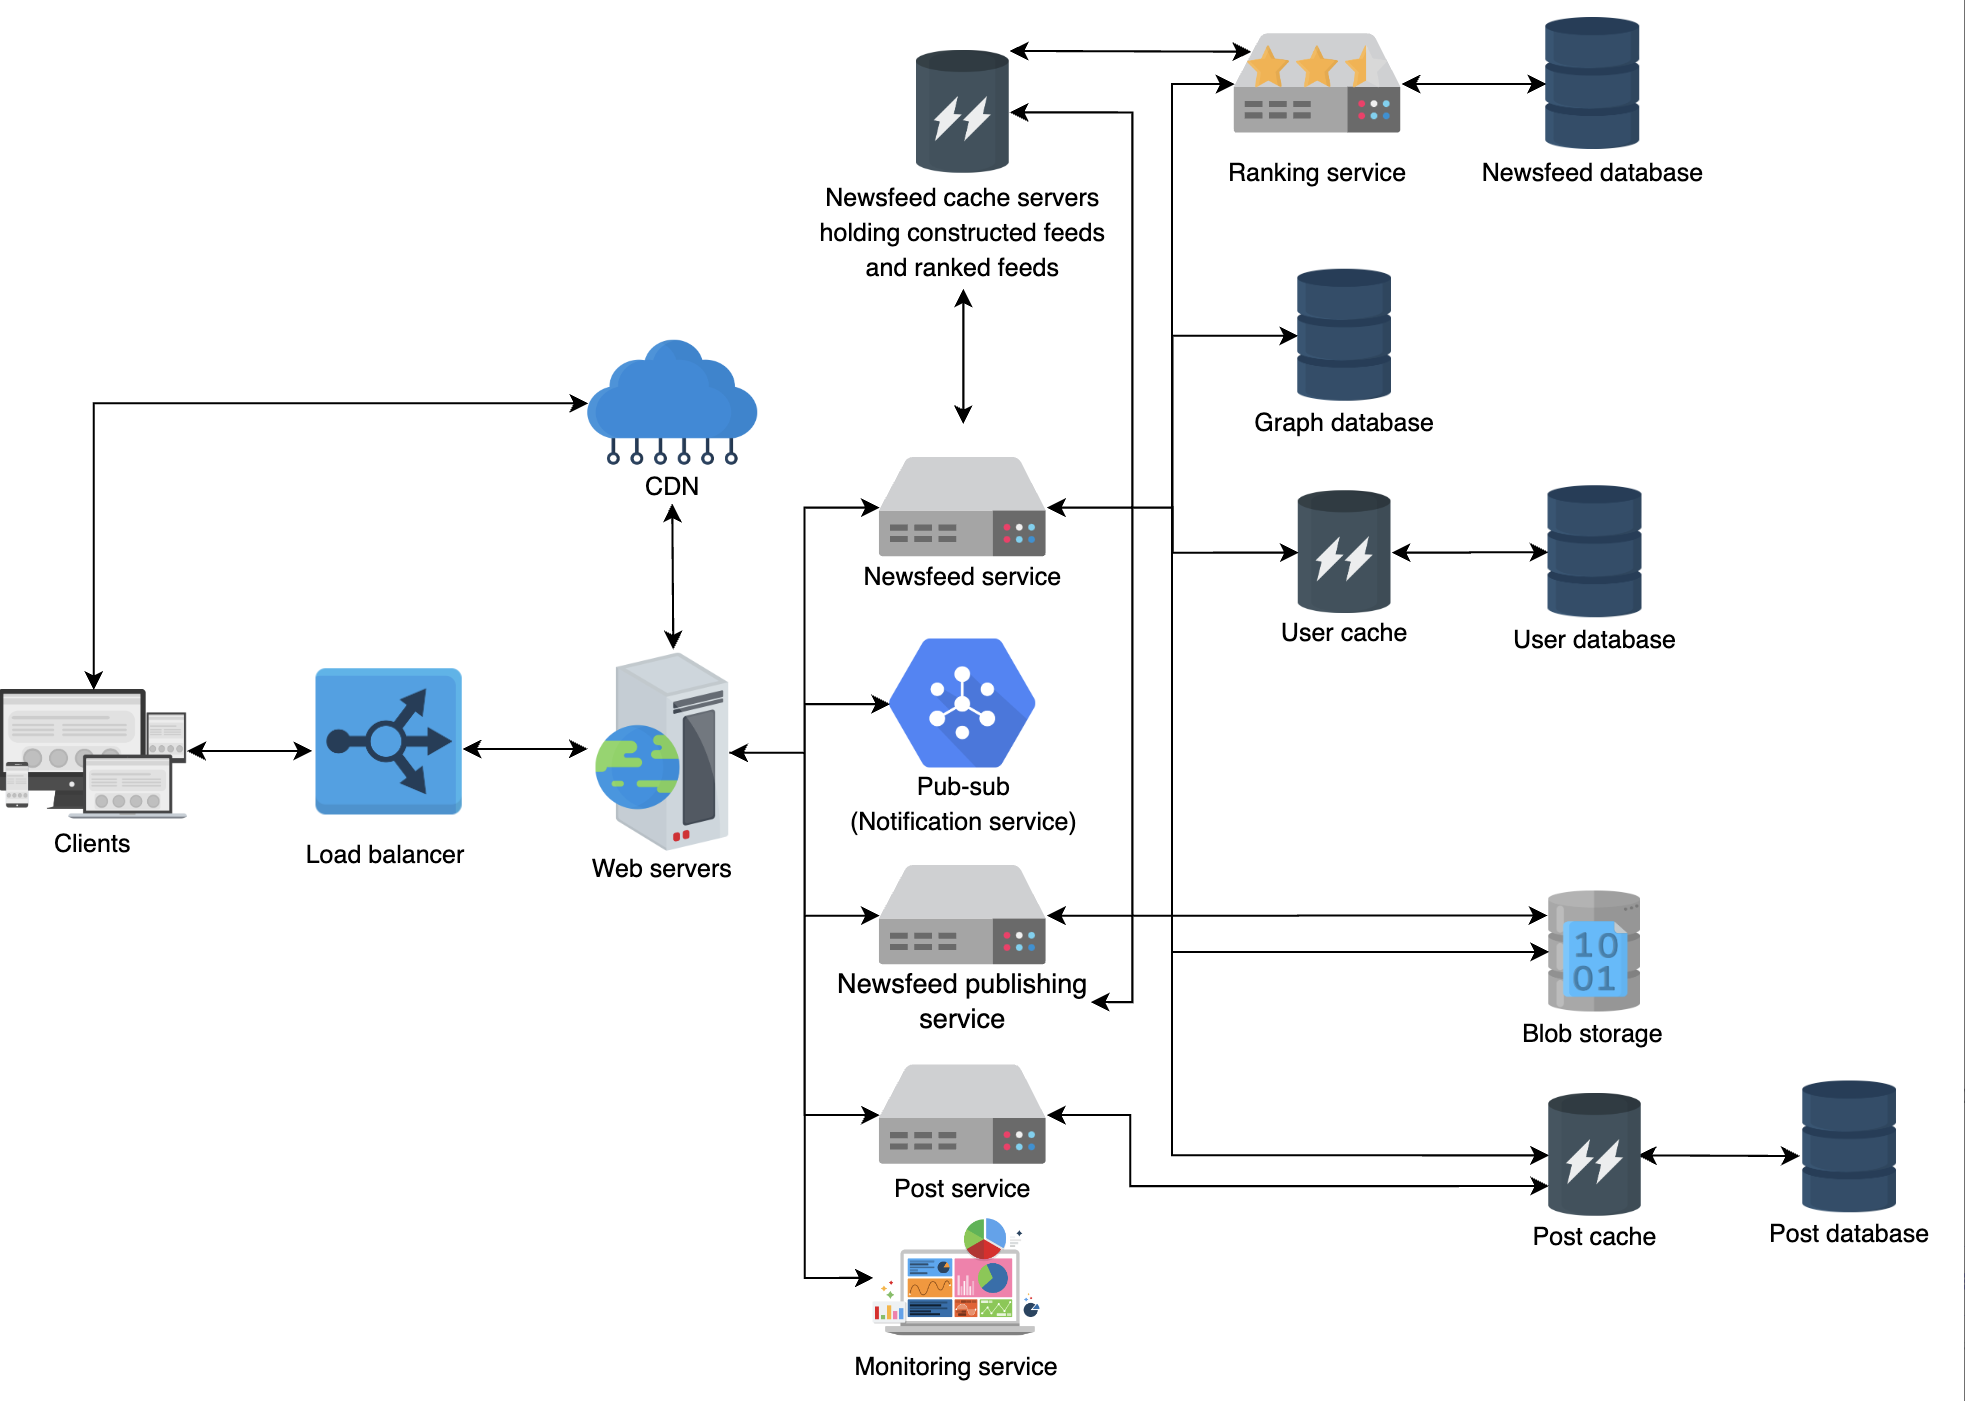 Newsfeed cache servers
holding constructed feeds
and ranked feeds
Ranking service
Newsfeed database
Graph database
CDN
Newsfeed service
User cache
User database
Clients
Load balancer
Web servers
Pub-sub
(Notification service)
Newsfeed publishing
service
10
01
Blob storage
Post service
Post cache
Post database
Monitoring service